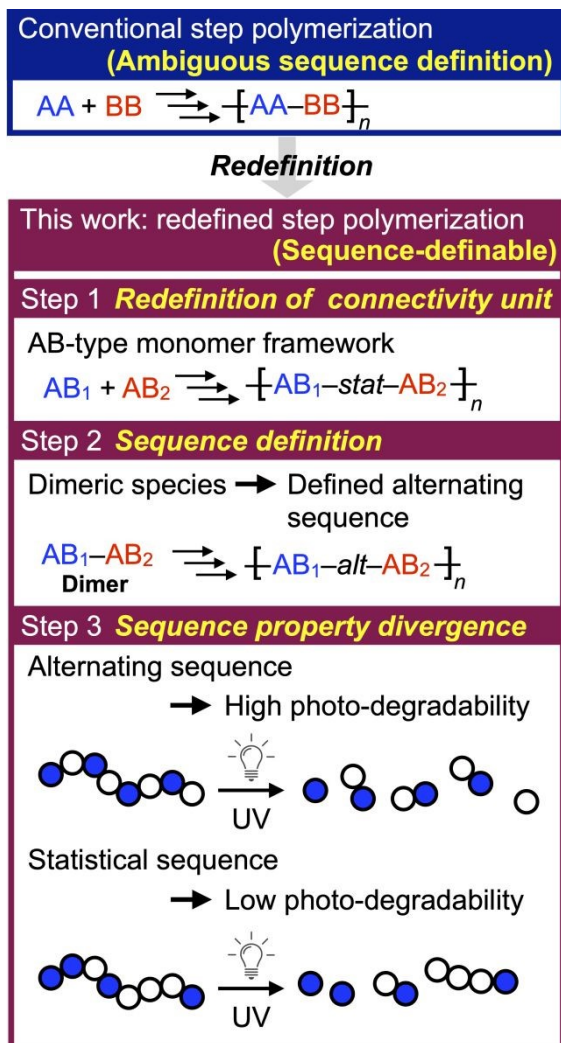 Conventional step polymerization
(Ambiguous sequence definition)
AA + BB [AA–BB]n
Redefinition
This work: redefined step polymerization
(Sequence-definable)
Step 1 Redefinition of connectivity unit
AB-type monomer framework
AB1 + AB2 [AB1–stat–AB2]n
Step 2 Sequence definition
Dimeric species → Defined alternating
sequence
AB1–AB2 [AB1–alt–AB2]n
Dimer
Step 3 Sequence property divergence
Alternating sequence
→ High photo-degradability
UV
Statistical sequence
→ Low photo-degradability
UV